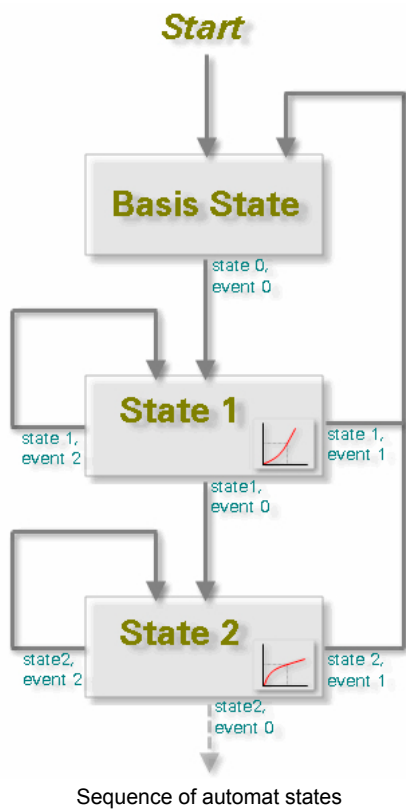 Start
Basis State
state 0,
event 0
State 1
state 1,
event 2
state 1,
event 1
state1,
event 0
State 2
state2,
event 2
state 2,
event 1
state2,
event 0
Sequence of automat states